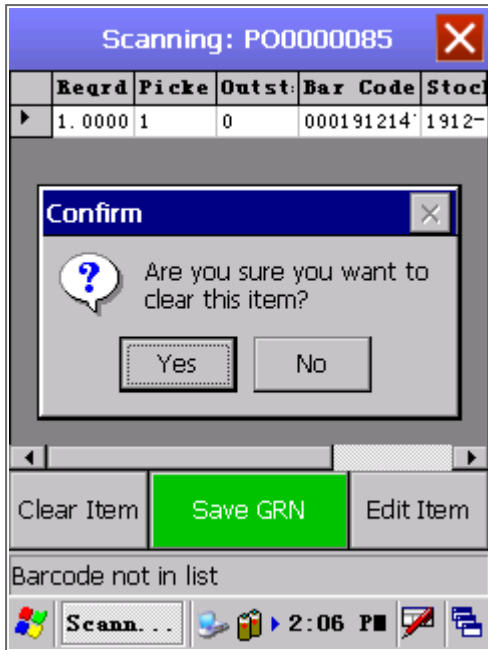 Scanning: PO0000085
Reqrd Picke Outst Bar Code Stoc
1.0000 1 0 000191214 1912-
Confirm
Are you sure you want to
clear this item?
Yes No
Clear Item Save GRN Edit Item
Barcode not in list
Scann... 2:06 PM